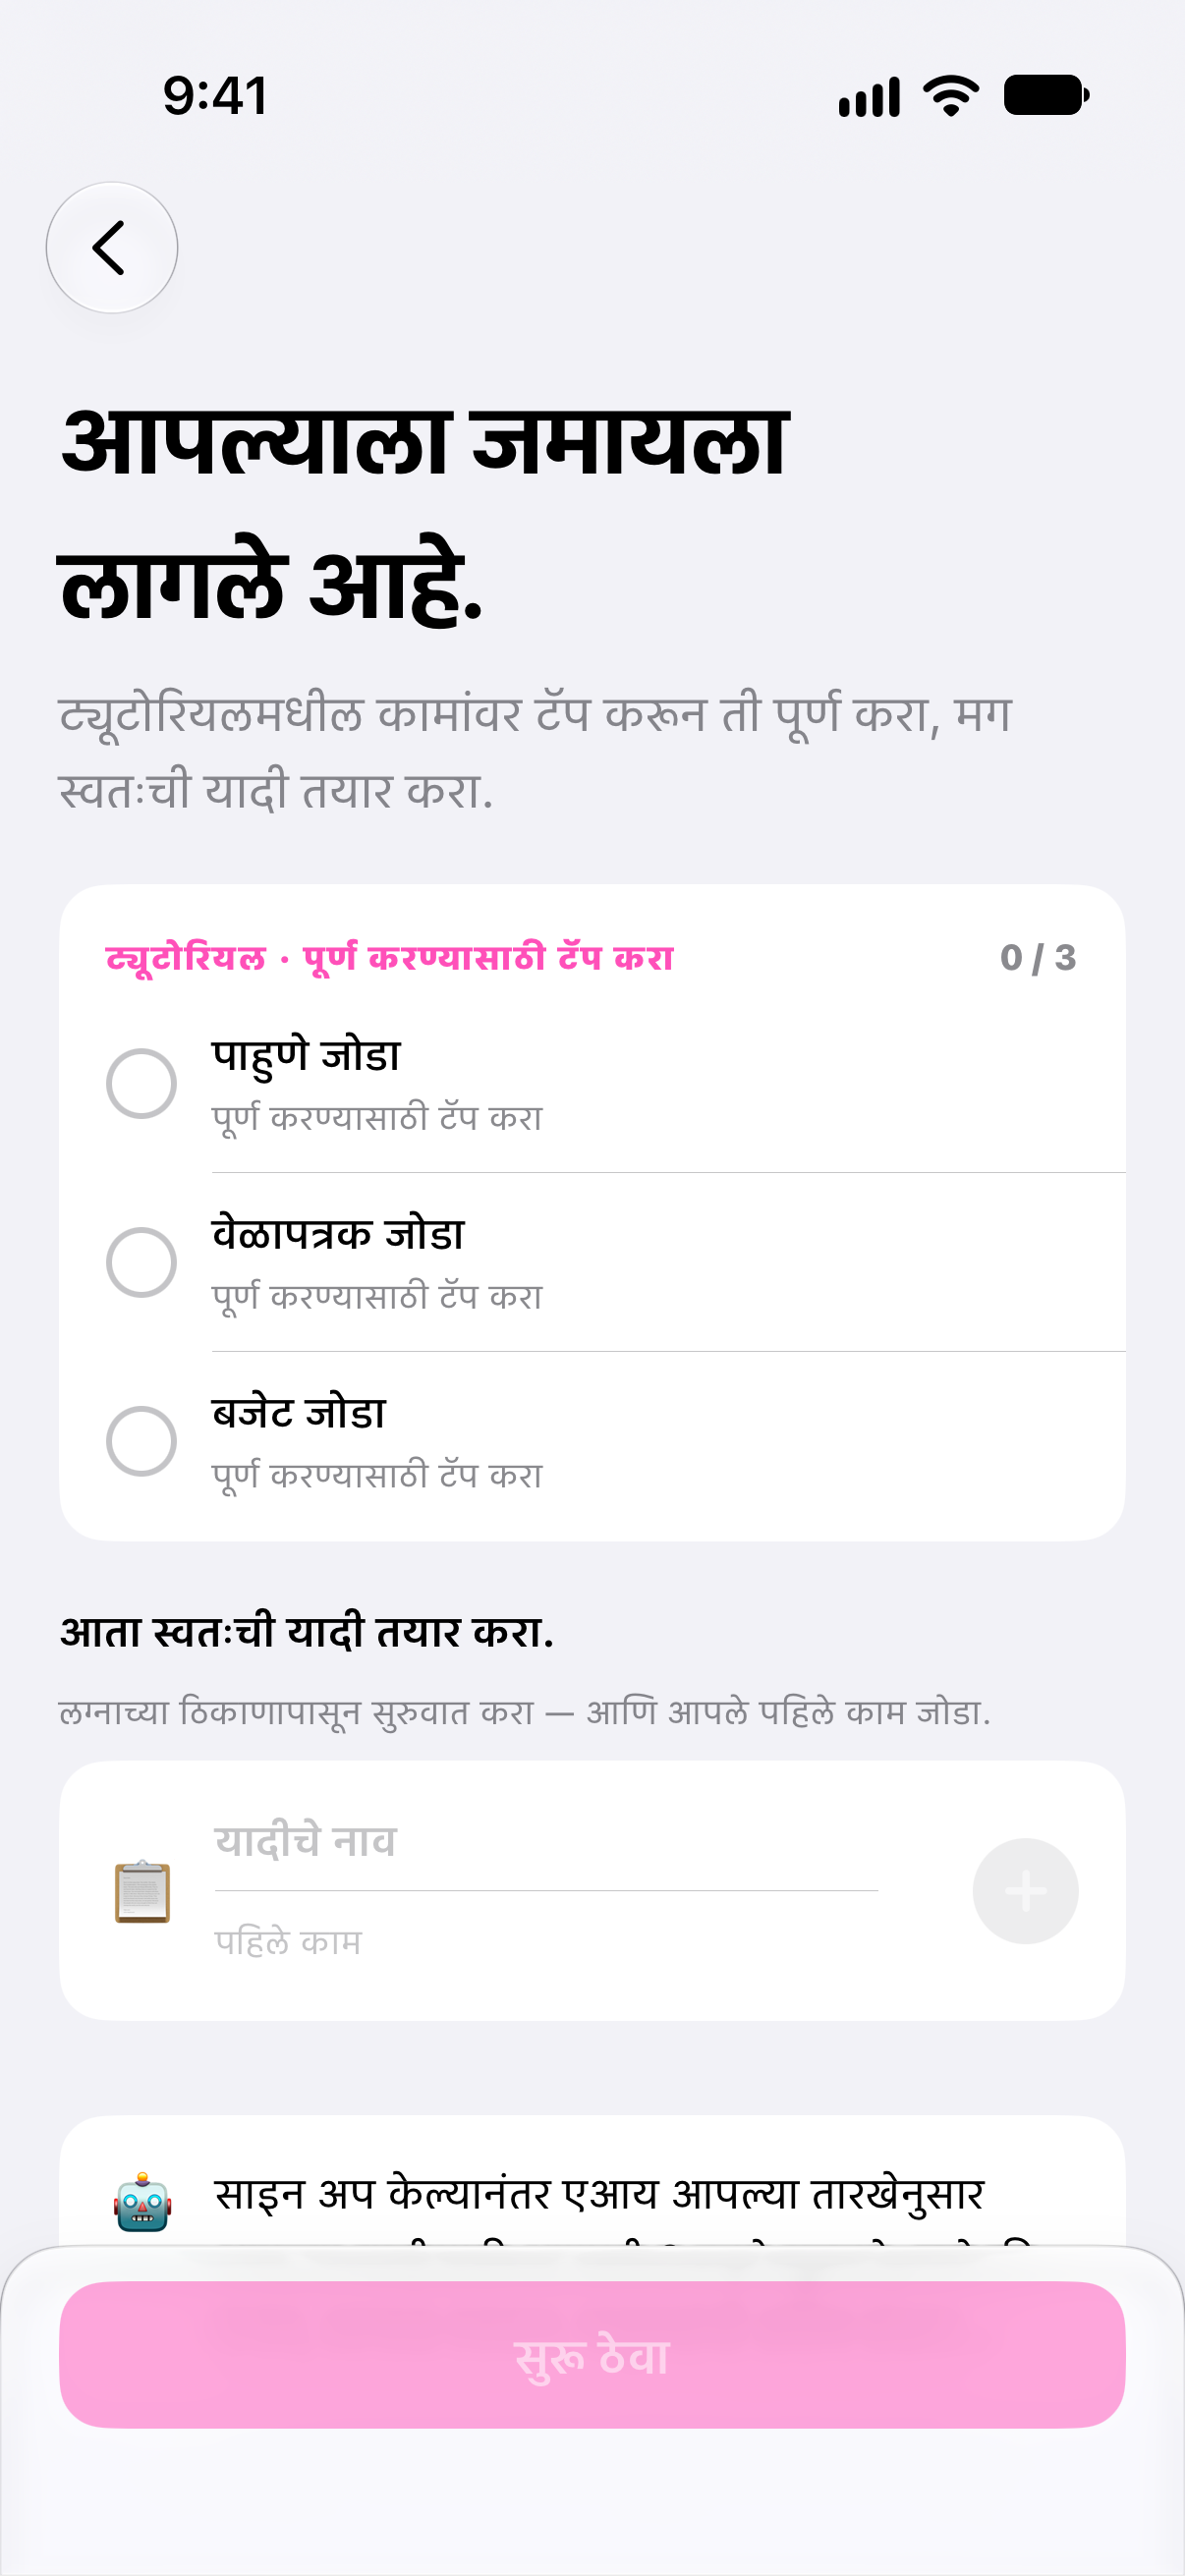 9:41
आपल्याला जमायला
लागले आहे.
ट्यूटोरियलमधील कामांवर टॅप करून ती पूर्ण करा, मग
स्वतःची यादी तयार करा.
ट्यूटोरियल · पूर्ण करण्यासाठी टॅप करा
0 / 3
पाहुणे जोडा
पूर्ण करण्यासाठी टॅप करा
वेळापत्रक जोडा
पूर्ण करण्यासाठी टॅप करा
बजेट जोडा
पूर्ण करण्यासाठी टॅप करा
आता स्वतःची यादी तयार करा.
लग्नाच्या ठिकाणापासून सुरुवात करा — आणि आपले पहिले काम जोडा.
यादीचे नाव
पहिले काम
साइन अप केल्यानंतर एआय आपल्या तारखेनुसार
सुरू ठेवा